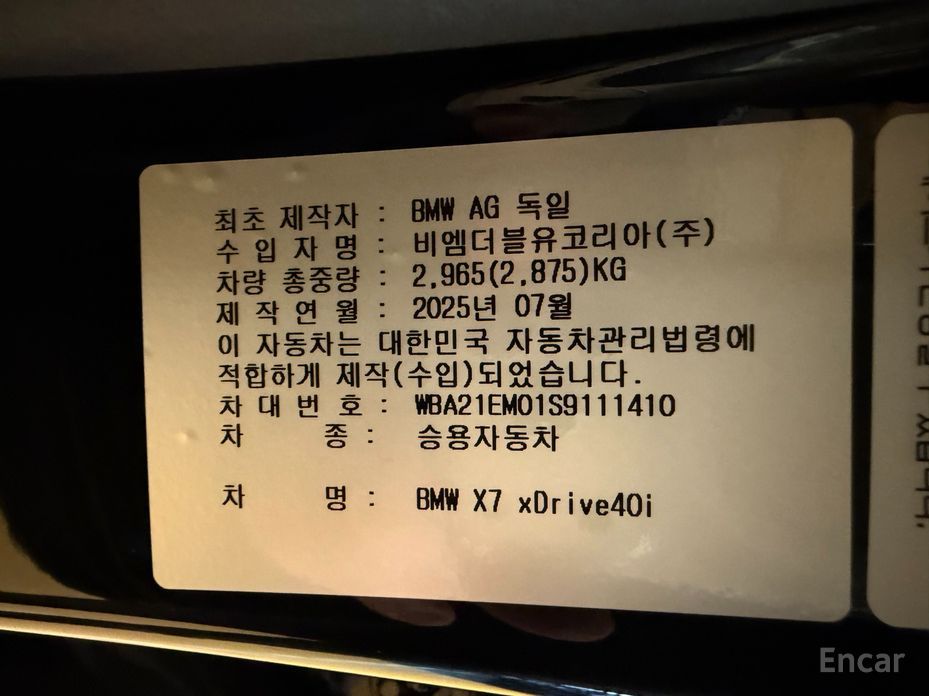 최초 제작자 : BMW AG 독일
수 입 자 명 : 비엠더블유코리아(주)
차량 총중량 : 2,965(2,875)KG
제 작 연 월 : 2025년 07월
이 자동차는 대한민국 자동차관리법령에
적합하게 제작(수입)되었습니다.
차 대 번 호 : WBA21EM01S9111410
차 종 : 승용자동차
차 명 : BMW X7 xDrive40i
Encar